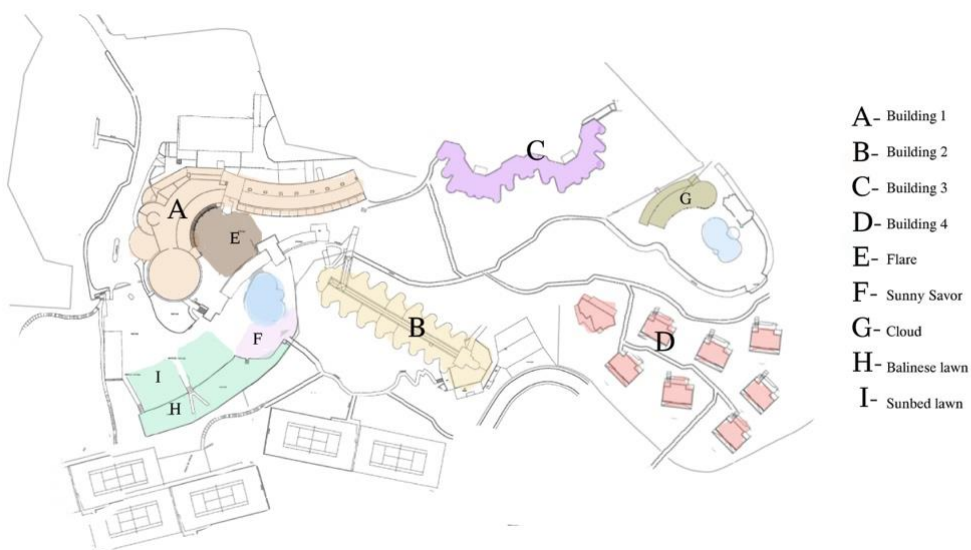 A
E
C
G
B
F
D
I
H
A- Building 1
B- Building 2
C- Building 3
D- Building 4
E- Flare
F- Sunny Savor
G- Cloud
H- Balinese lawn
I- Sunbed lawn